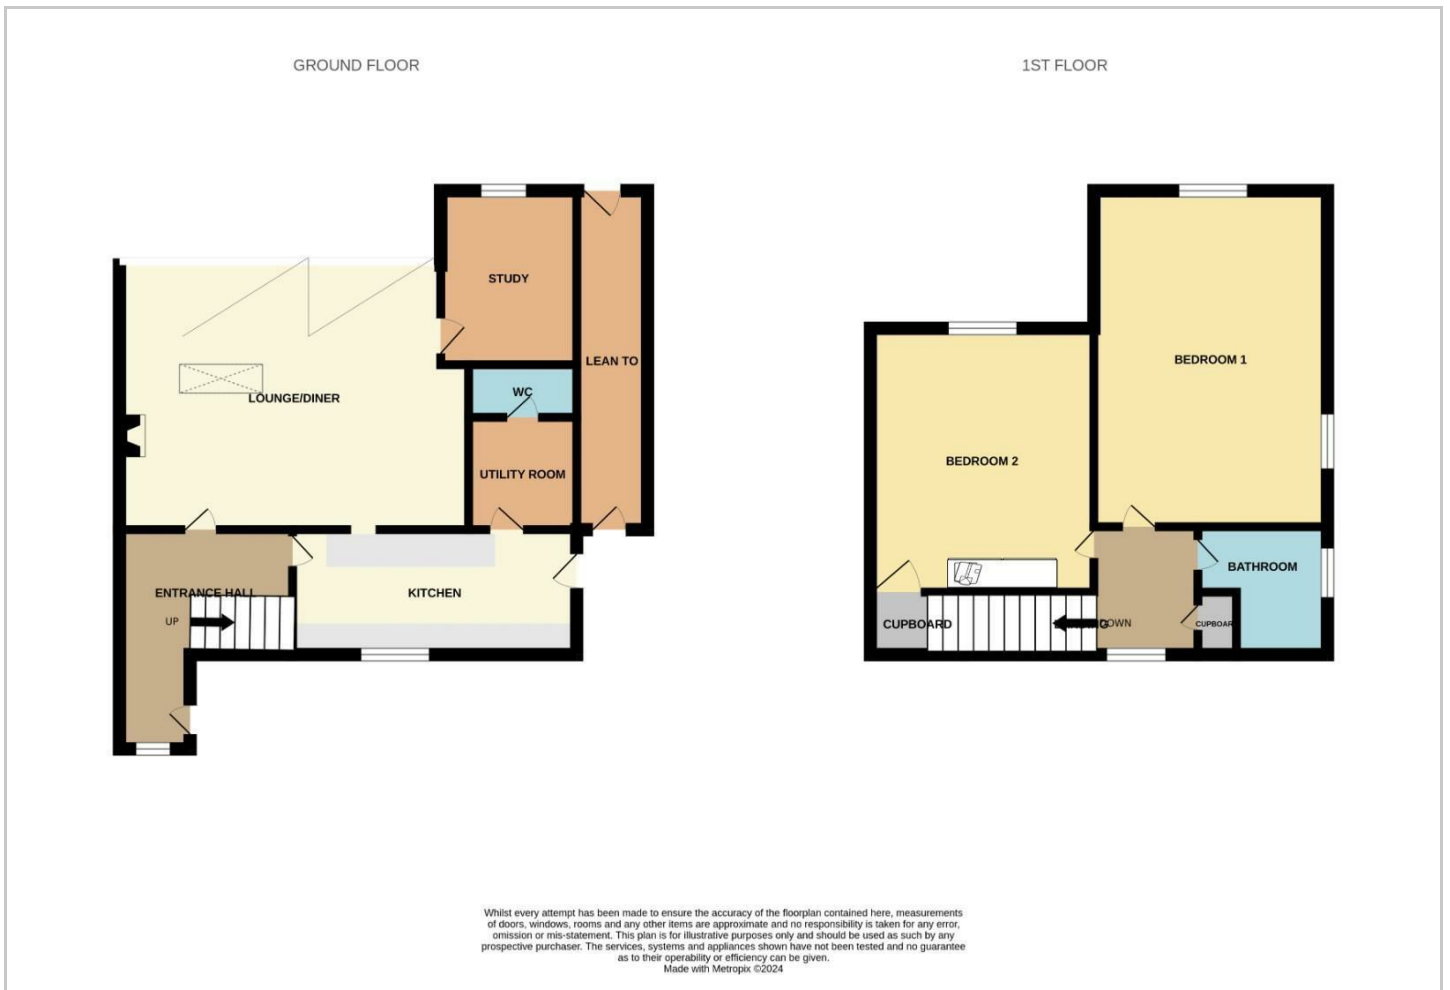 GROUND FLOOR
1ST FLOOR
STUDY
LEAN TO
WC
LOUNGE/DINER
UTILITY ROOM
ENTRANCE HALL
UP
KITCHEN
BEDROOM 1
BEDROOM 2
BATHROOM
CUPBOARD
LANDING
DOWN
CUPBOARD
Whilst every attempt has been made to ensure the accuracy of the floorplan contained here, measurements
of doors, windows, rooms and any other items are approximate and no responsibility is taken for any error,
omission or mis-statement. This plan is for illustrative purposes only and should be used as such by any
prospective purchaser. The services, systems and appliances shown have not been tested and no guarantee
as to their operability or efficiency can be given.
Made with Metropix ©2024